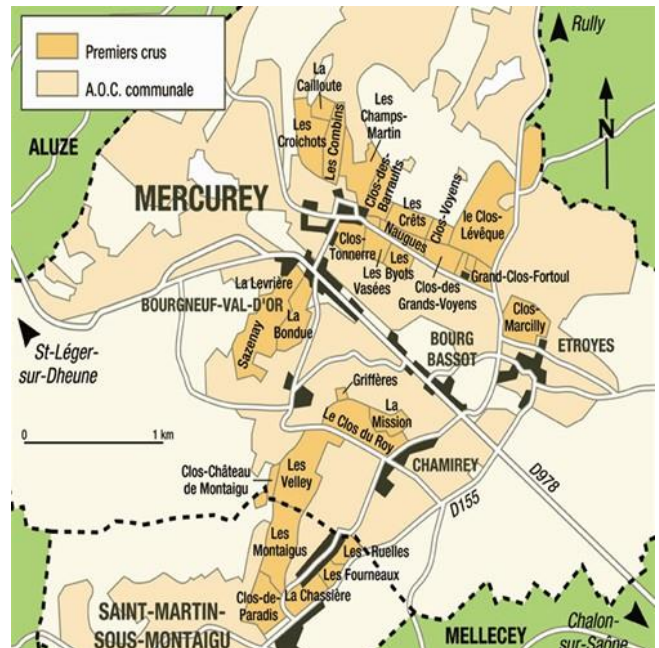 Premiers crus
A.O.C. communale
Rully
La
Cailloute
Les
Champs-
Martin
Les
Croichots
Les Combins
N
ALUZE
MERCUREY
Clos-des-
Barraults
Les
Crêts
Clos-Voyens
le Clos-
Lévêque
Naugues
Clos-
Tonnerre
Les
Vasées
Les
Byots
Clos-des
Grands-Voyens
Grand-Clos-Fortoul
La Levrière
BOURGNEUF-VAL-D'OR
La
Bondue
Sazenay
Clos-
Marcilly
BOURG
BASSOT
ETROYES
St-Léger-
sur-Dheune
Griffères
La
Mission
Le Clos du Roy
0
1 km
Clos-Château
de Montaigu
Les
Velley
CHAMIREY
D978
D155
Les
Montaigus
Les Ruelles
Les Fourneaux
La Chassière
Clos-de-
Paradis
SAINT-MARTIN-
SOUS-MONTAIGU
MELLECEY
Chalon-
sur-Saône